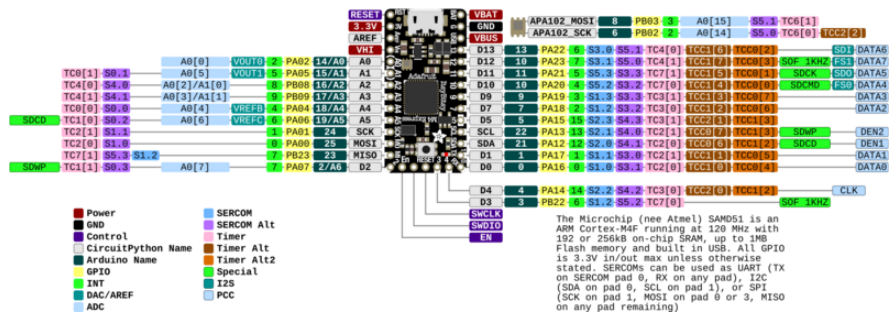 RESET
3.3V
AREF
VHI
VBAT
GND
VBUS
APA102_MOSI 8 PB03 3 A0[15] S5.1 TC6[1]
APA102_SCK 6 PB02 2 A0[14] S5.0 TC6[0] TCC2[2]
A0[0] VOUT0 2 PA02 14/A0 A0
TC0[1] S0.1 A0[5] VOUT1 5 PA05 15/A1 A1
TC4[0] S4.0 A0[2]/A1[0] 8 PB08 16/A2 A2
TC4[1] S4.1 A0[3]/A1[1] 9 PB09 17/A3 A3
TC0[0] S0.0 A0[4] VREFB 4 PA04 18/A4 A4
SDCD TC1[0] S0.2 A0[6] VREFC 6 PA06 19/A5 A5
TC2[1] S1.1 1 PA01 24 SCK
TC2[0] S1.0 0 PA00 25 MOSI
TC7[1] S5.3 S1.2 7 PB23 23 MISO
SDWP TC1[1] S0.3 A0[7] 7 PA07 2/A6 D2
D13 13 PA22 6 S3.0 S5.1 TC4[0] TCC1[6] TCC0[2] SDI DATA6
D12 12 PA23 7 S3.1 S5.0 TC4[1] TCC1[7] TCC0[3] SOF 1KHZ FS1 DATA7
D11 11 PA21 5 S5.3 S3.3 TC7[1] TCC1[5] TCC0[1] SDCK SDO DATA5
D10 10 PA20 4 S5.2 S3.2 TC7[0] TCC1[4] TCC0[0] SDCMD FS0 DATA4
D9 9 PA19 3 S1.3 S3.3 TC3[1] TCC1[3] TCC0[7] DATA3
D7 7 PA18 2 S1.2 S3.2 TC3[0] TCC1[2] TCC0[6] DATA2
D5 5 PA15 15 S2.3 S4.3 TC3[1] TCC2[1] TCC1[3]
SCL 22 PA13 13 S2.1 S4.0 TC2[1] TCC0[7] TCC1[3] SDWP DEN2
SDA 21 PA12 12 S2.0 S4.1 TC2[0] TCC0[6] TCC1[2] SDCD DEN1
D1 1 PA17 1 S1.1 S3.0 TC2[1] TCC1[1] TCC0[5] DATA1
D0 0 PA16 0 S1.0 S3.1 TC2[0] TCC1[0] TCC0[4] DATA0
D4 4 PA14 14 S2.2 S4.2 TC3[0] TCC2[0] TCC1[2] CLK
D3 3 PB22 6 S1.2 S5.2 TC7[0] SOF 1KHZ
SWCLK
SWDIO
EN
Power
GND
Control
CircuitPython Name
Arduino Name
GPIO
INT
DAC/AREF
ADC
SERCOM
SERCOM Alt
Timer
Timer Alt
Timer Alt2
Special
I2S
PCC
The Microchip (nee Atmel) SAMD51 is an
ARM Cortex-M4F running at 120 MHz with
192 or 256kB on-chip SRAM, up to 1MB
Flash memory and built in USB. All GPIO
is 3.3V in/out max unless otherwise
stated. SERCOMs can be used as UART (TX
on SERCOM pad 0, RX on any pad), I2C
(SDA on pad 0, SCL on pad 1), or SPI
(SCK on pad 1, MOSI on pad 0 or 3, MISO
on any pad remaining)